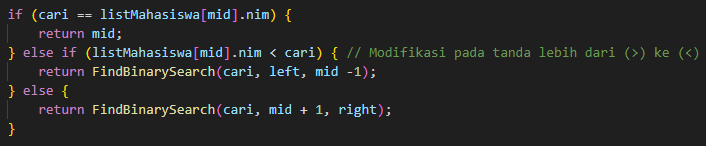 if (cari == listMahasiswa[mid].nim) {
    return mid;
} else if (listMahasiswa[mid].nim < cari) { // Modifikasi pada tanda lebih dari (>) ke (<)
    return FindBinarySearch(cari, left, mid -1);
} else {
    return FindBinarySearch(cari, mid + 1, right);
}